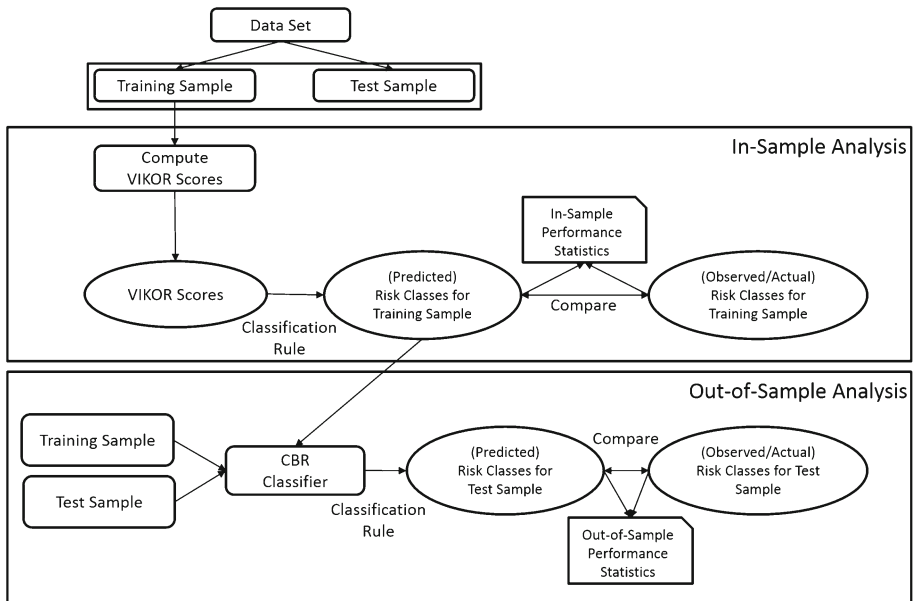 Data Set
Training Sample
Test Sample
In-Sample Analysis
Compute
VIKOR Scores
In-Sample
Performance
Statistics
VIKOR Scores
Classification
Rule
(Predicted)
Risk Classes for
Training Sample
Compare
(Observed/Actual)
Risk Classes for
Training Sample
Out-of-Sample Analysis
Training Sample
Test Sample
CBR
Classifier
Classification
Rule
(Predicted)
Risk Classes for
Test Sample
Compare
(Observed/Actual)
Risk Classes for Test
Sample
Out-of-Sample
Performance
Statistics